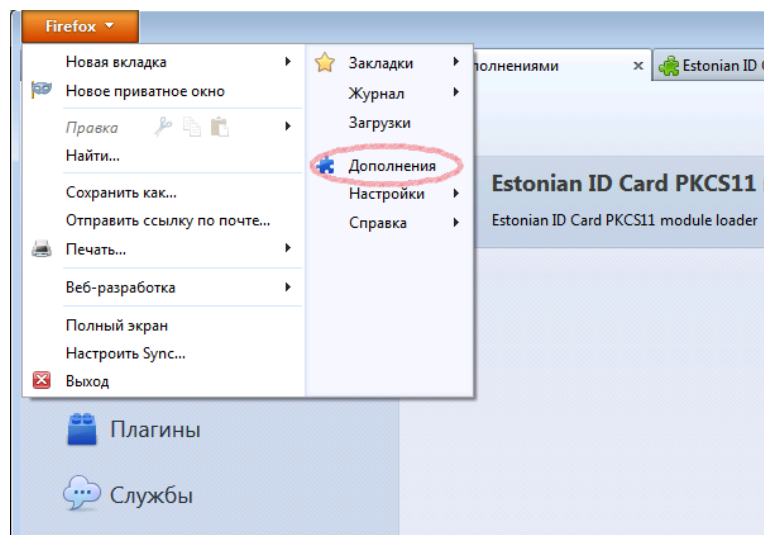 Firefox
Новая вкладка
Новое приватное окно
Правка
Найти...
Сохранить как...
Отправить ссылку по почте...
Печать...
Веб-разработка
Полный экран
Настроить Sync...
Выход
Закладки
Журнал
Загрузки
Дополнения
Настройки
Справка
полнениями
Estonian ID
Estonian ID Card PKCS11
Estonian ID Card PKCS11 module loader
Плагины
Службы